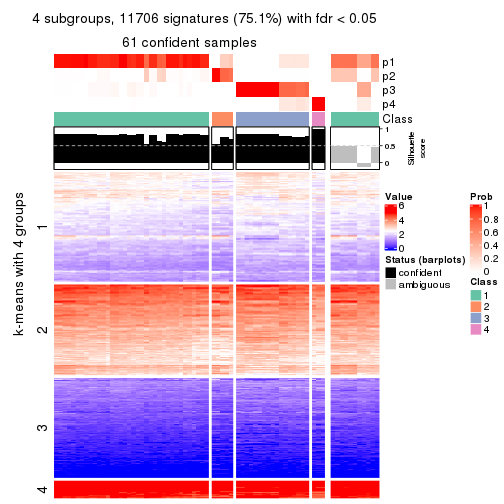 4 subgroups, 11706 signatures (75.1%) with fdr < 0.05
61 confident samples
p1
p2
p3
p4
Class
1
0.5
0
Silhouette
score
k-means with 4 groups
1
2
3
4
Value
6
4
2
0
Status (barplots)
confident
ambiguous
Prob
1
0.8
0.6
0.4
0.2
0
Class
1
2
3
4